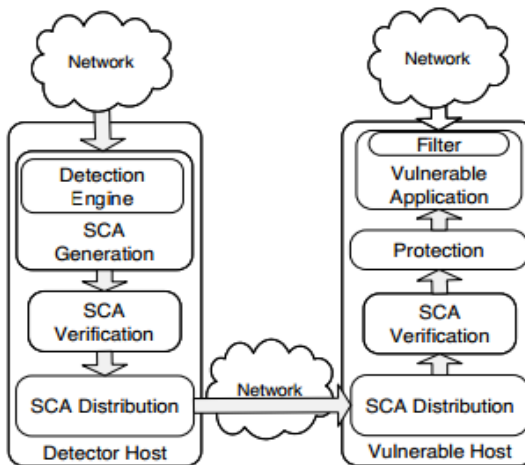 Network
Detection
Engine
SCA
Generation
SCA
Verification
SCA Distribution
Detector Host
Network
Network
Filter
Vulnerable
Application
Protection
SCA
Verification
SCA Distribution
Vulnerable Host